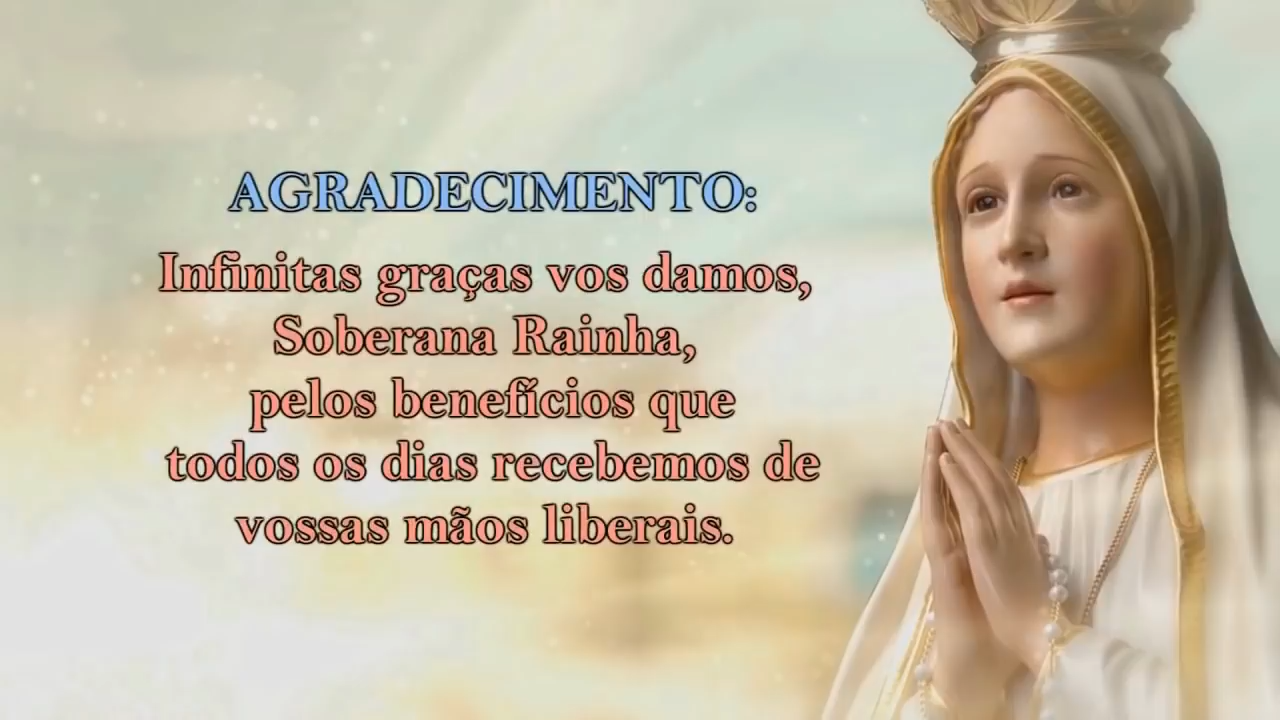 AGRADECIMENTO:
Infinitas graças vos damos,
Soberana Rainha,
pelos benefícios que
todos os dias recebemos de
vossas mãos liberais.